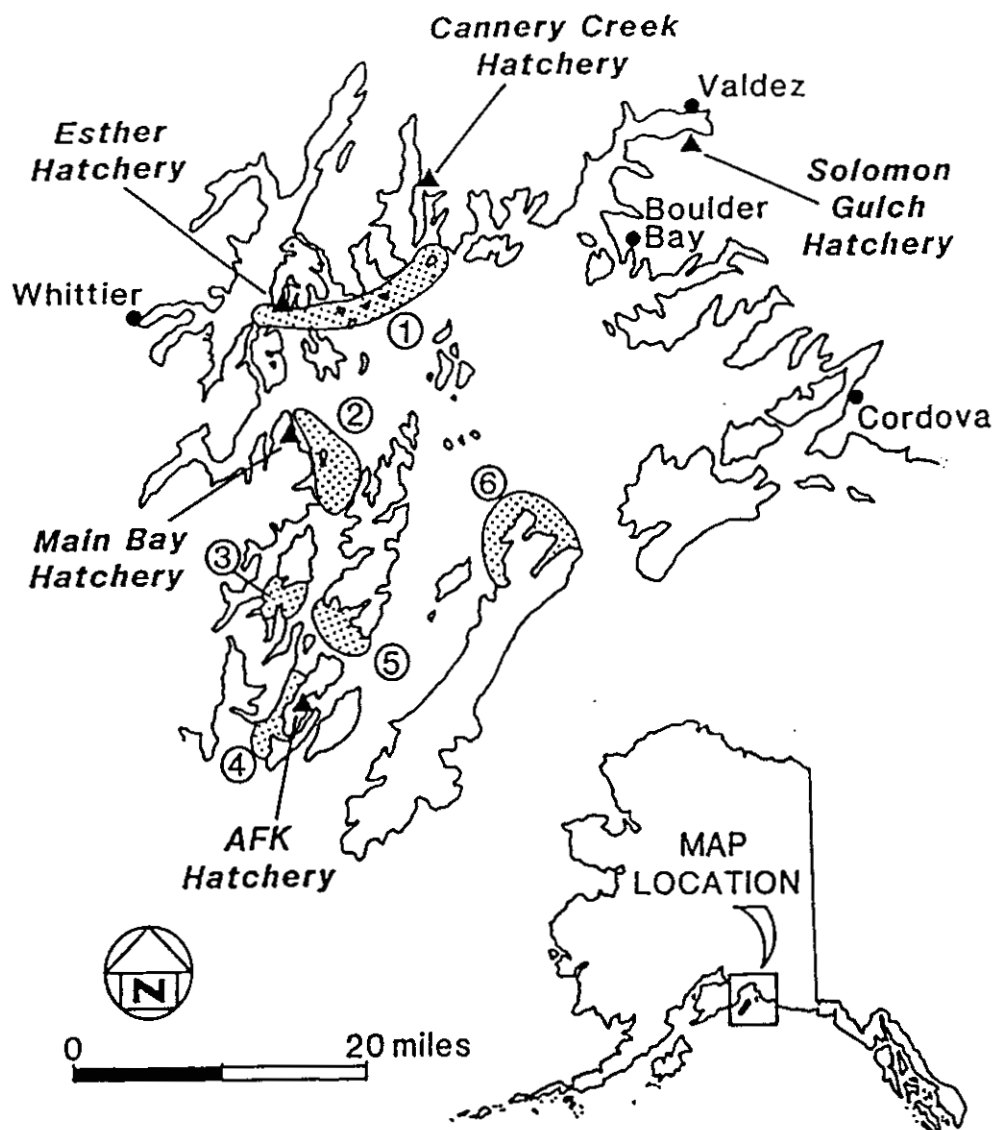 Cannery Creek
Hatchery
Valdez
Esther
Hatchery
Solomon
Gulch
Hatchery
Boulder
Bay
Whittier
①
②
Cordova
⑥
Main Bay
Hatchery
③
⑤
④
AFK
Hatchery
MAP
LOCATION
N
0 20 miles